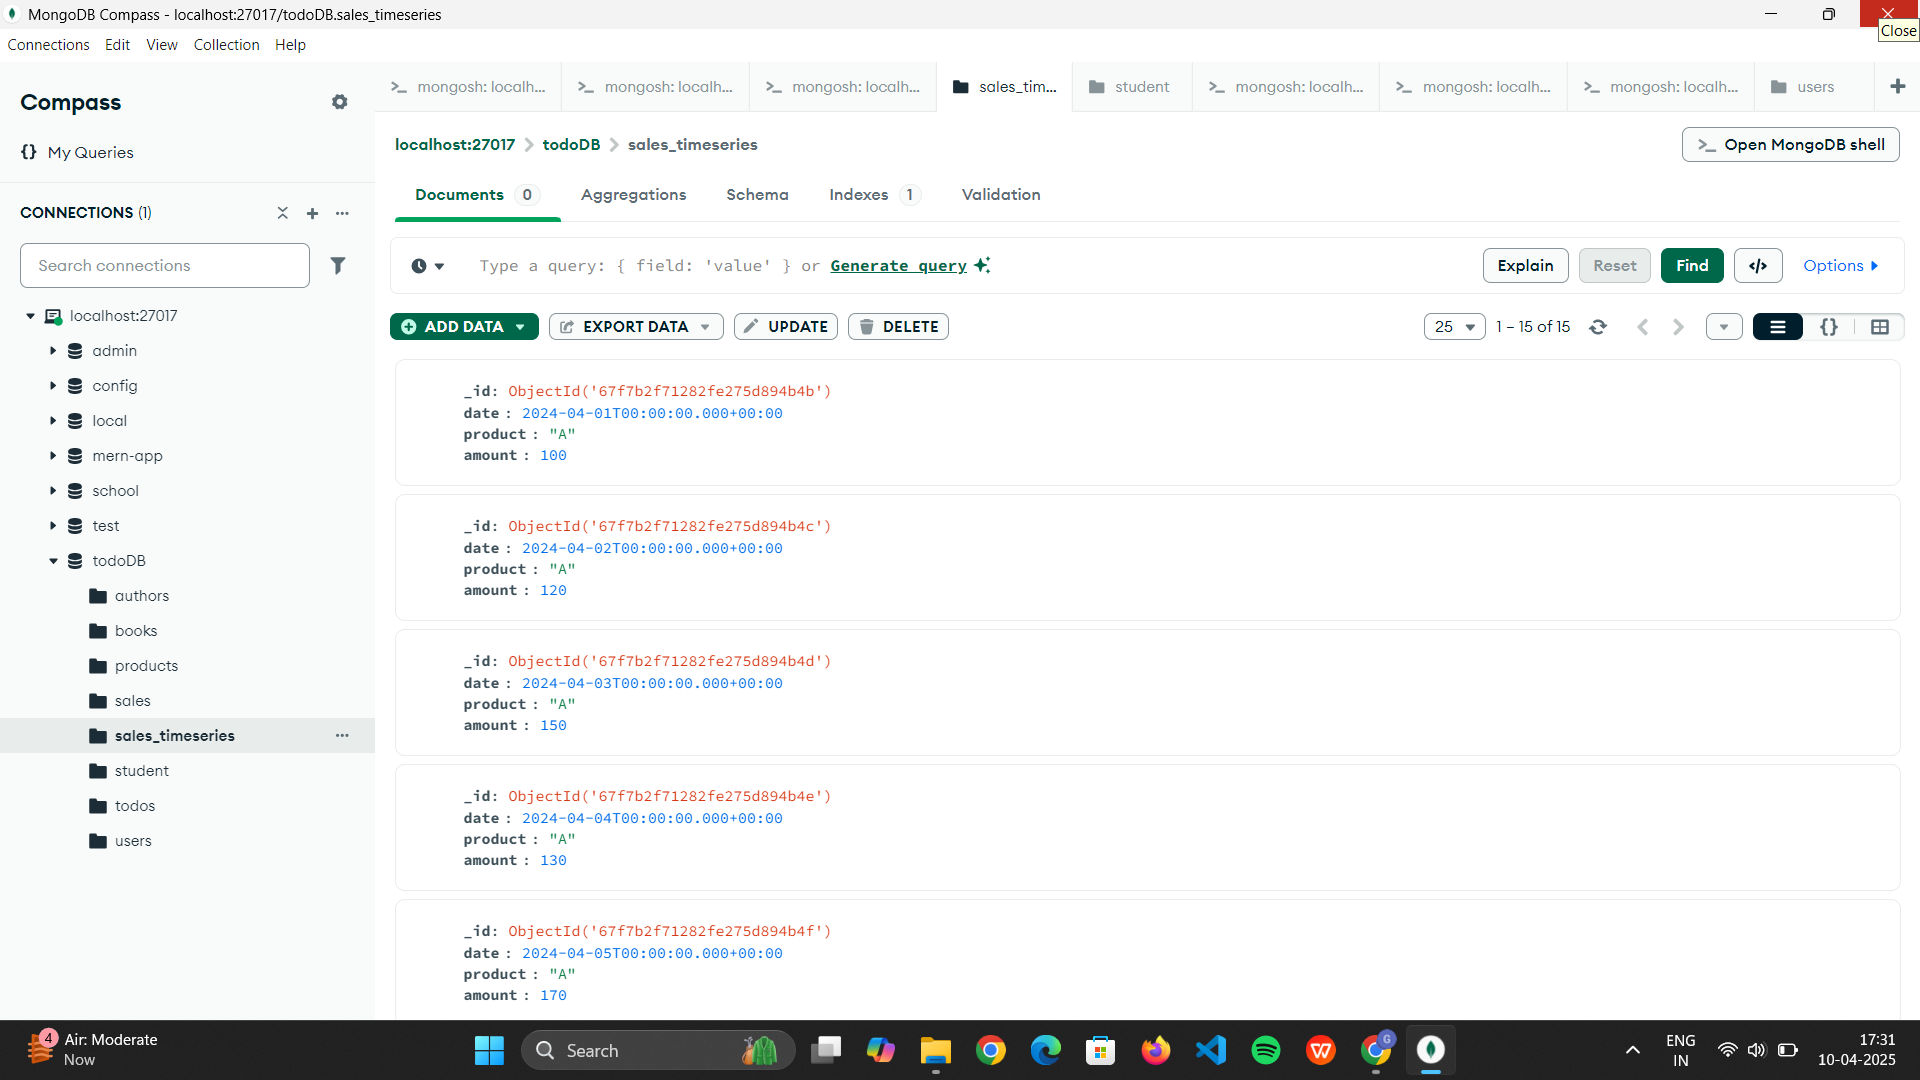 MongoDB Compass - localhost:27017/todoDB.sales_timeseries
Close
Connections Edit View Collection Help
Compass
mongosh: localh... mongosh: localh... mongosh: localh... sales_tim... student mongosh: localh... mongosh: localh... mongosh: localh... users
{} My Queries
localhost:27017 > todoDB > sales_timeseries
>_ Open MongoDB shell
Documents 0 Aggregations Schema Indexes 1 Validation
CONNECTIONS (1)
Search connections
Type a query: { field: 'value' } or Generate query
Explain Reset Find </> Options
ADD DATA EXPORT DATA UPDATE DELETE
25 1 – 15 of 15 {}
localhost:27017
admin
config
local
mern-app
school
test
todoDB
authors
books
products
sales
sales_timeseries
student
todos
users
_id: ObjectId('67f7b2f71282fe275d894b4b')
date : 2024-04-01T00:00:00.000+00:00
product : "A"
amount : 100
_id: ObjectId('67f7b2f71282fe275d894b4c')
date : 2024-04-02T00:00:00.000+00:00
product : "A"
amount : 120
_id: ObjectId('67f7b2f71282fe275d894b4d')
date : 2024-04-03T00:00:00.000+00:00
product : "A"
amount : 150
_id: ObjectId('67f7b2f71282fe275d894b4e')
date : 2024-04-04T00:00:00.000+00:00
product : "A"
amount : 130
_id: ObjectId('67f7b2f71282fe275d894b4f')
date : 2024-04-05T00:00:00.000+00:00
product : "A"
amount : 170
4 Air: Moderate
Now
Search
G
ENG
IN
17:31
10-04-2025